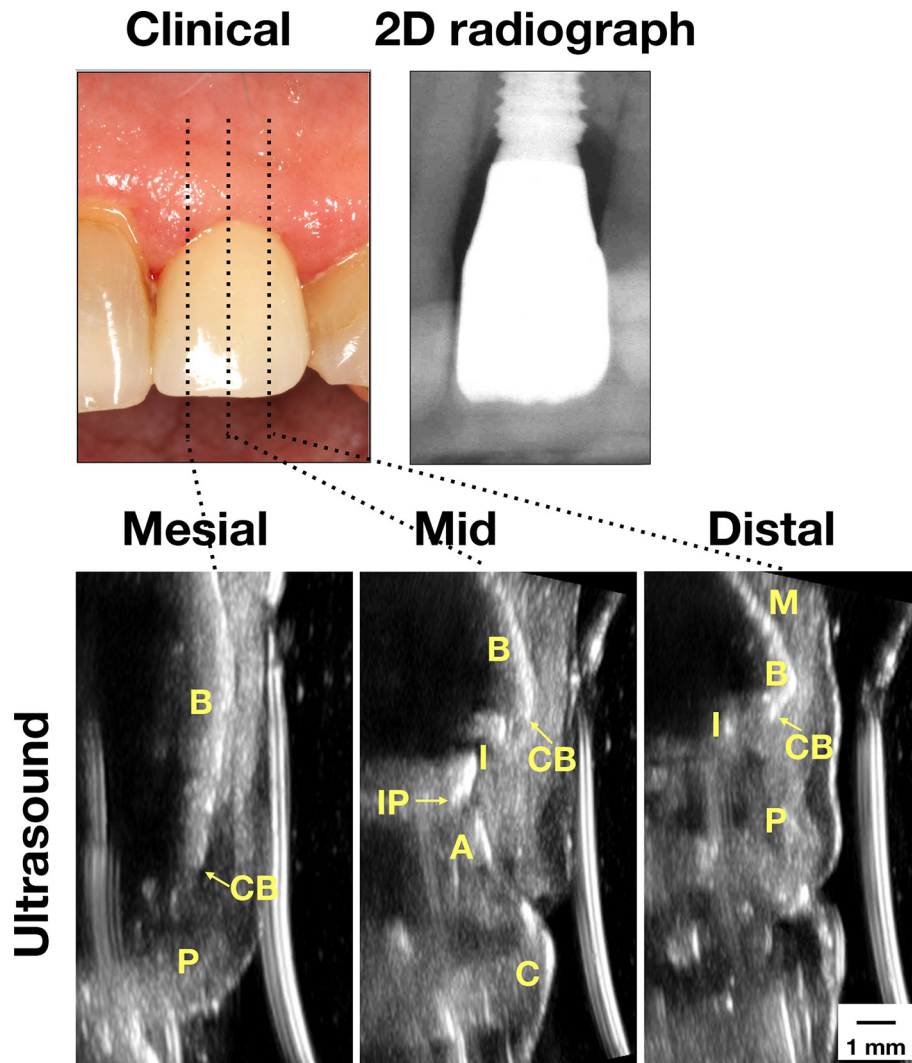 Clinical
2D radiograph
Mesial
Mid
Distal
Ultrasound
B
CB
P
B
I
CB
IP
A
C
M
B
I
CB
P
1 mm